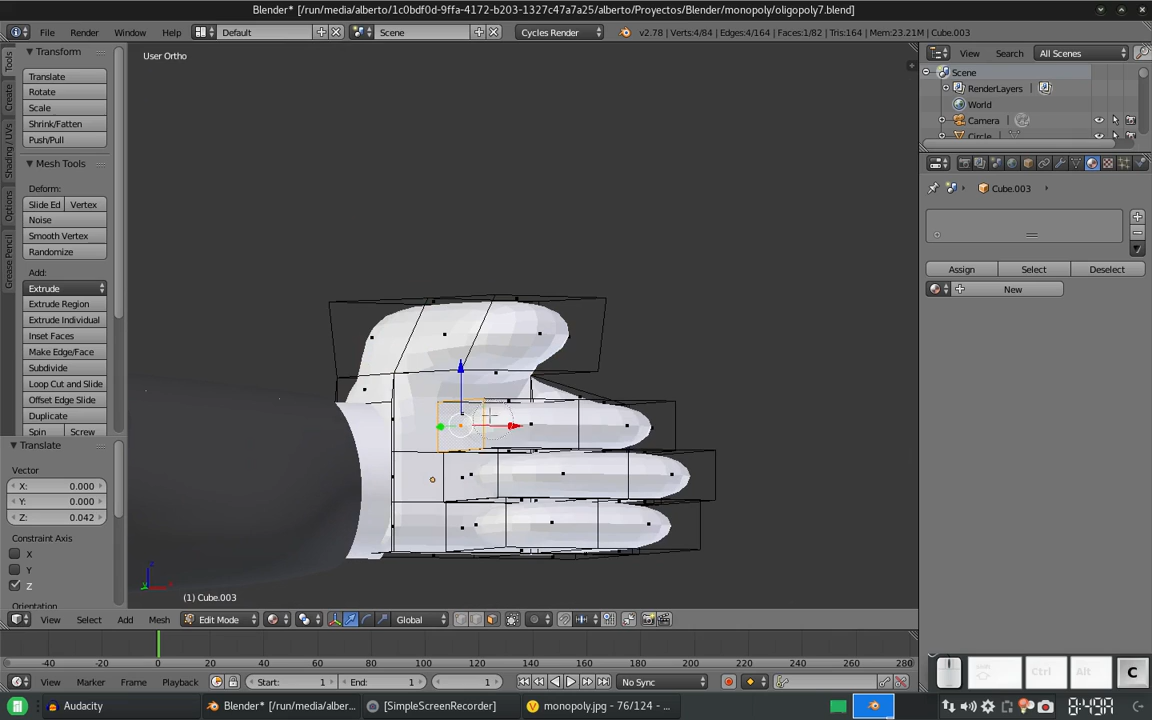 Blender* [/run/media/alberto/1c0bdf0d-9ffa-4172-b203-1327c47a7a25/alberto/Proyectos/Blender/monopoly/oligopoly7.blend]
File Render Window Help Default Scene Cycles Render v2.78 | Verts:4/84 | Edges:4/164 | Faces:1/82 | Tris:164 | Mem:23.21M | Cube.003
View Search All Scenes
Tools
Create
Shading / UVs
Options
Grease Pencil
Transform
Translate
Rotate
Scale
Shrink/Fatten
Push/Pull
Mesh Tools
Deform:
Slide Ed Vertex
Noise
Smooth Vertex
Randomize
Add:
Extrude
Extrude Region
Extrude Individual
Inset Faces
Make Edge/Face
Subdivide
Loop Cut and Slide
Offset Edge Slide
Duplicate
Spin Screw
Translate
Vector
X: 0.000
Y: 0.000
Z: 0.042
Constraint Axis
X
Y
Z
Orientation
User Ortho
(1) Cube.003
Scene
RenderLayers
World
Camera
Circle
Cube.003
Assign Select Deselect
New
View Select Add Mesh Edit Mode Global
-40 -20 0 20 40 60 80 100 120 140 160 180 200 220 240 260 280
View Marker Frame Playback Start: 1 End: 1 1 No Sync
Ctrl Alt C
Audacity Blender* [/run/media/alber... [SimpleScreenRecorder] monopoly.jpg - 76/124 - ...